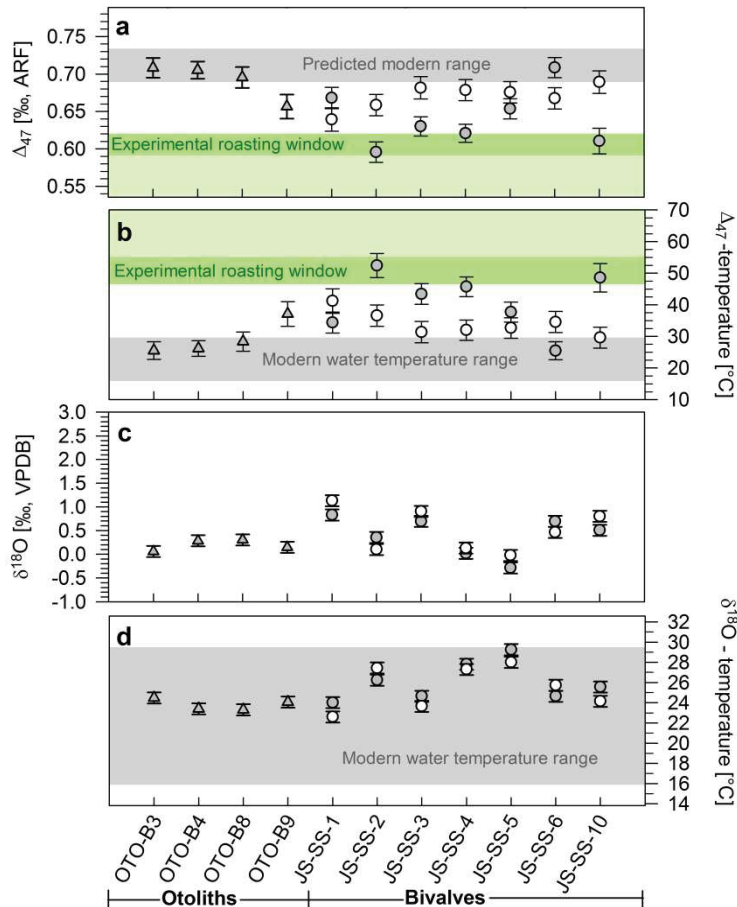 a
Δ47 [‰, ARF]
0.75
0.70
0.65
0.60
0.55
Predicted modern range
Experimental roasting window
b
Δ47-temperature [°C]
70
60
50
40
30
20
10
Experimental roasting window
Modern water temperature range
c
δ18O [‰, VPDB]
3.0
2.5
2.0
1.5
1.0
0.5
0.0
-0.5
-1.0
d
δ18O - temperature [°C]
32
30
28
26
24
22
20
18
16
14
Modern water temperature range
OTO-B3
OTO-B4
OTO-B8
OTO-B9
JS-SS-1
JS-SS-2
JS-SS-3
JS-SS-4
JS-SS-5
JS-SS-6
JS-SS-10
Otoliths
Bivalves